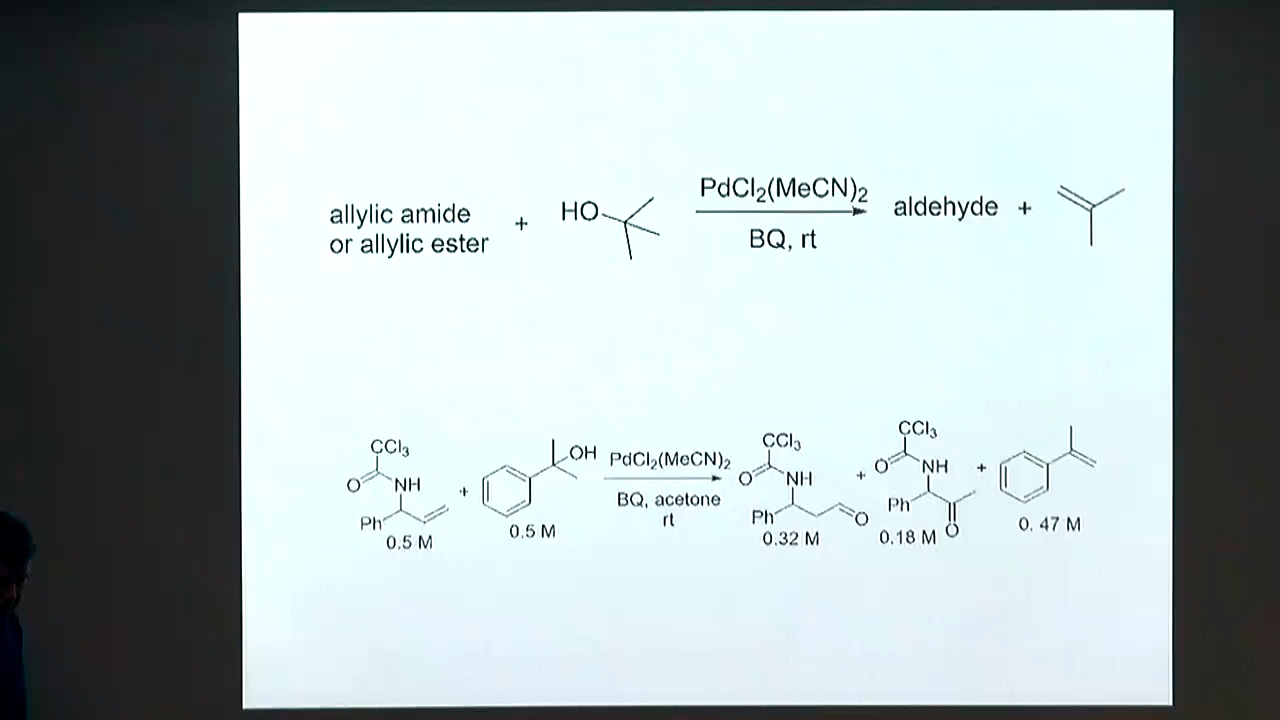 allylic amide
or allylic ester
+
HO
PdCl2(MeCN)2
BQ, rt
aldehyde +
CCl3
O
NH
Ph
0.5 M
+
OH
0.5 M
PdCl2(MeCN)2
BQ, acetone
rt
CCl3
O
NH
Ph
O
0.32 M
+
CCl3
O
NH
Ph
O
0.18 M
+
0. 47 M